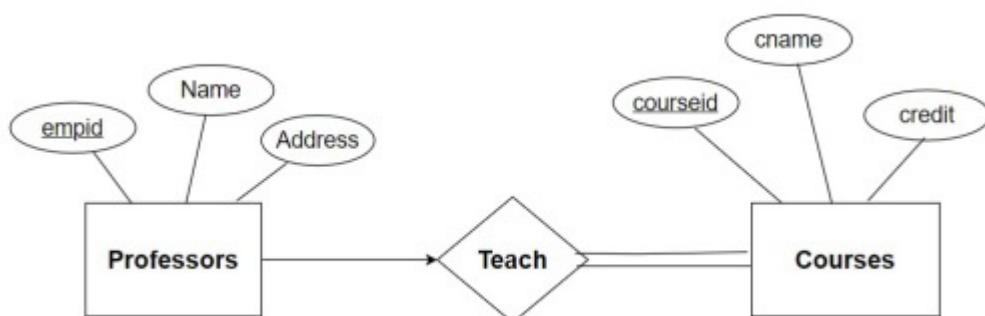 cname
Name
courseid
empid
credit
Address
Professors
Teach
Courses